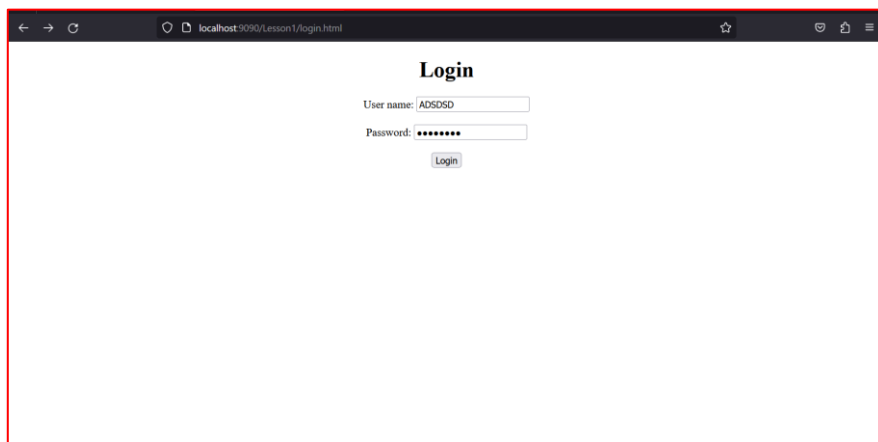 localhost:9090/Lesson1/login.html
Login
User name: ADSDSD
Password: ●●●●●●●●
Login